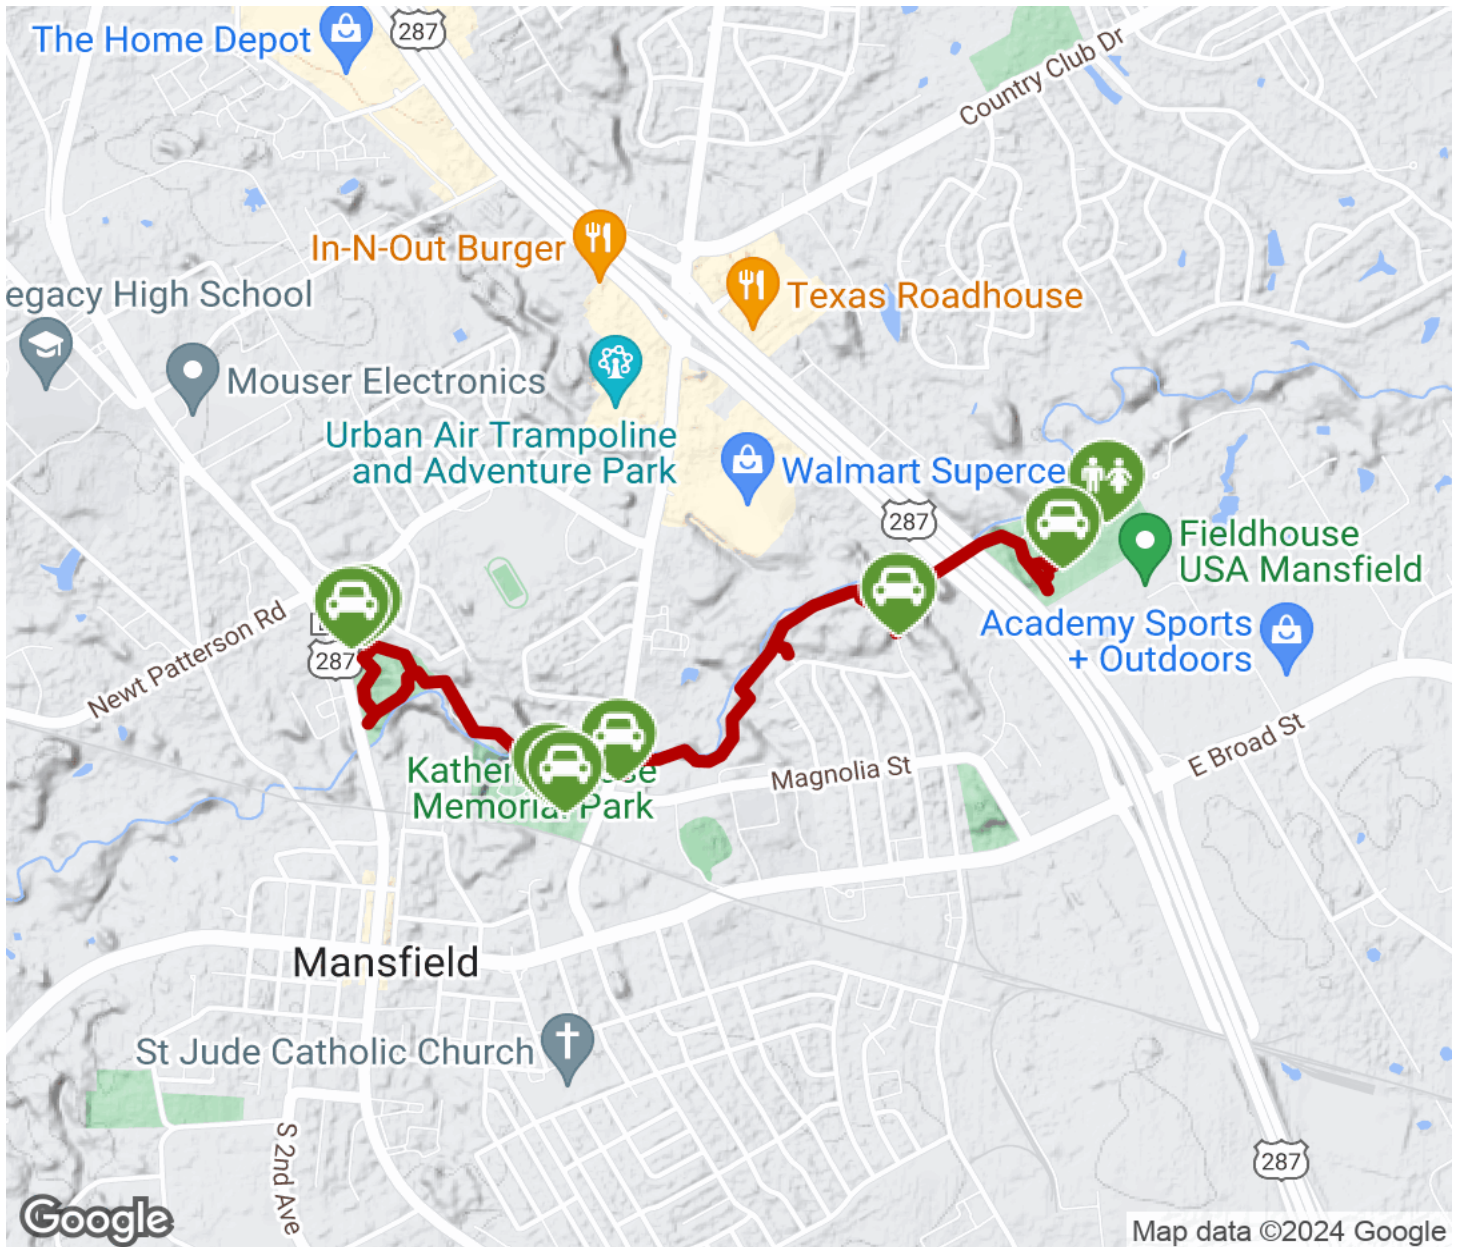 The Home Depot
287
Country Club Dr
In-N-Out Burger
Texas Roadhouse
egacy High School
Mouser Electronics
Urban Air Trampoline
and Adventure Park
Walmart Superce
287
Fieldhouse
USA Mansfield
Newt Patterson Rd
287
Academy Sports
+ Outdoors
E Broad St
Magnolia St
Memorial Park
Mansfield
St Jude Catholic Church
S 2nd Ave
287
Google
Map data ©2024 Google